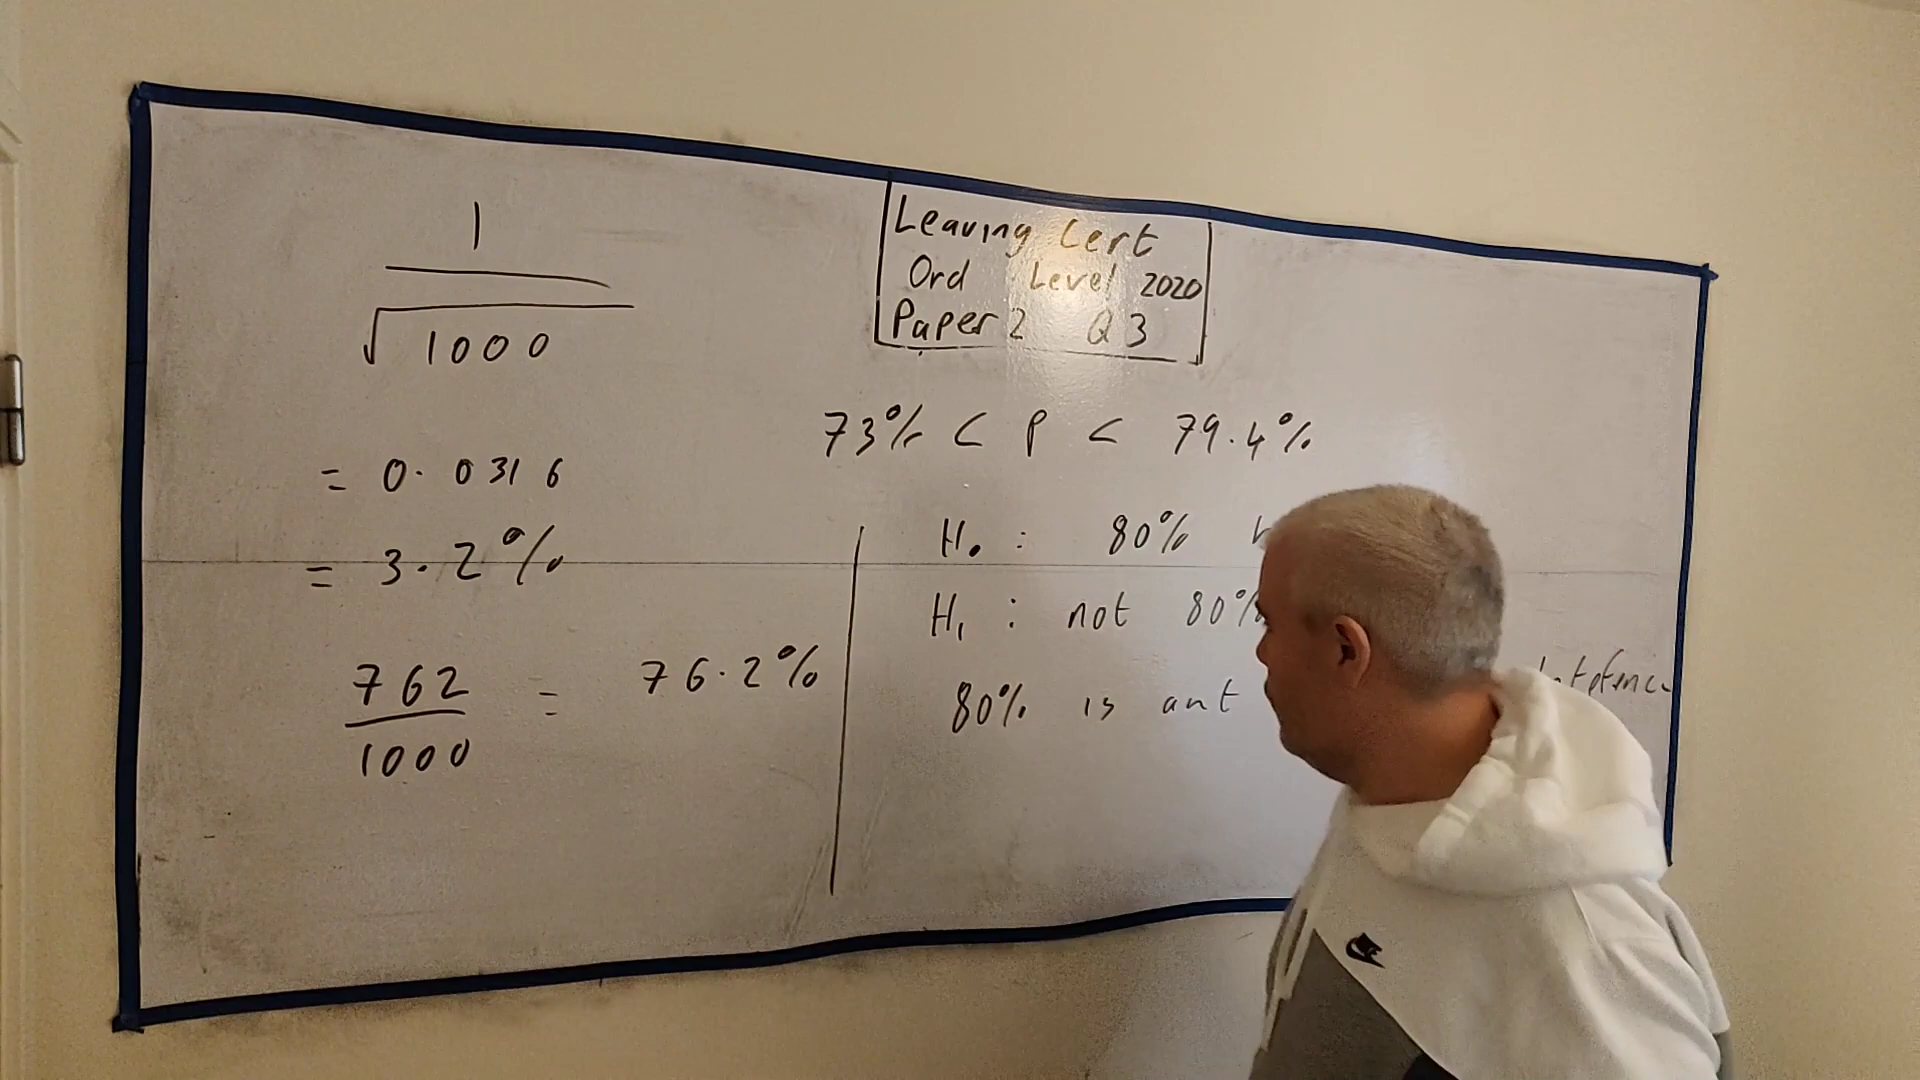 1
√1000
= 0.0316
= 3.2%
762
1000
= 76.2%
Leaving Cert
Ord Level 2020
Paper 2 Q3
73% < P < 79.4%
H₀ : 80%
H₁ : not 80%
80% is